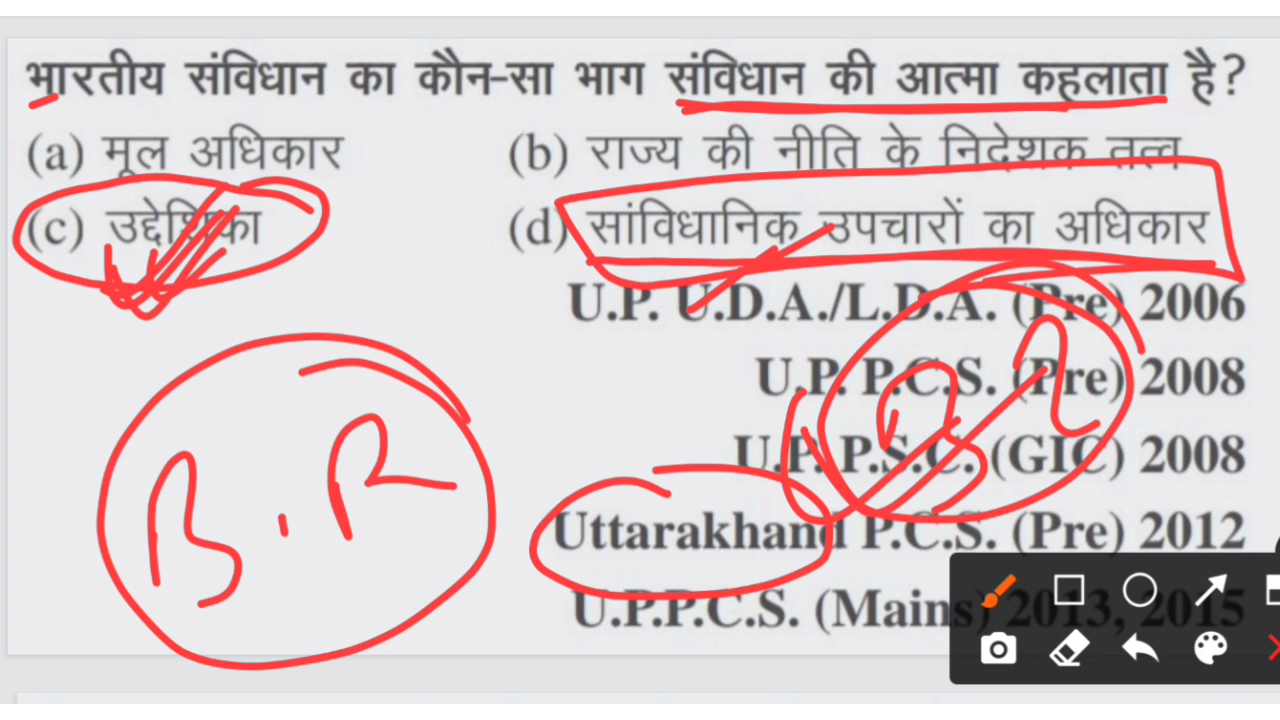 भारतीय संविधान का कौन-सा भाग संविधान की आत्मा कहलाता है?
(a) मूल अधिकार (b) राज्य की नीति के निदेशक तत्व
(c) उद्देशिका (d) सांविधानिक उपचारों का अधिकार
U.P. U.D.A./L.D.A. (Pre) 2006
U.P. P.C.S. (Pre) 2008
U.P. P.S.C. (GIC) 2008
Uttarakhand P.C.S. (Pre) 2012
U.P.P.C.S. (Mains) 2013, 2015
B.R